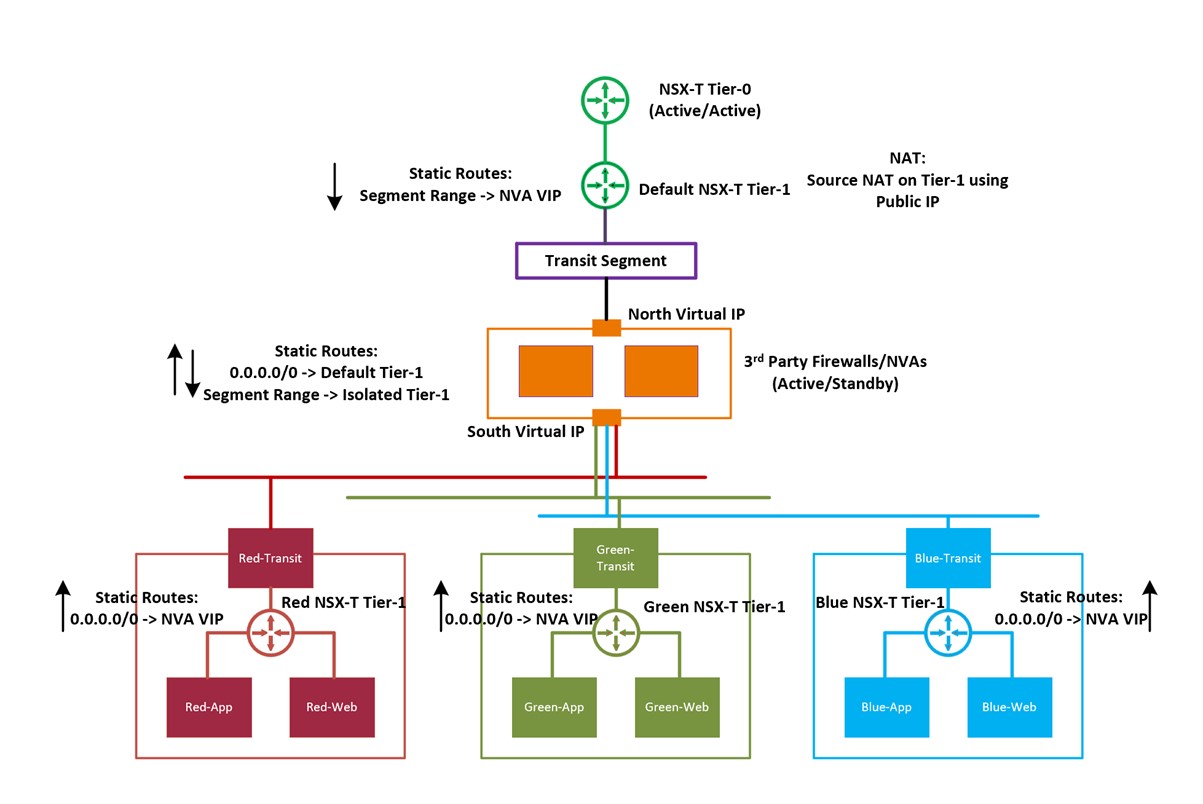 NSX-T Tier-0
(Active/Active)
NAT:
Source NAT on Tier-1 using
Public IP
Static Routes:
Segment Range -> NVA VIP
Default NSX-T Tier-1
Transit Segment
North Virtual IP
Static Routes:
0.0.0.0/0 -> Default Tier-1
Segment Range -> Isolated Tier-1
3rd Party Firewalls/NVAs
(Active/Standby)
South Virtual IP
Red-Transit
Static Routes:
0.0.0.0/0 -> NVA VIP
Red NSX-T Tier-1
Red-App
Red-Web
Green-
Transit
Static Routes:
0.0.0.0/0 -> NVA VIP
Green NSX-T Tier-1
Green-App
Green-Web
Blue-Transit
Blue NSX-T Tier-1
Static Routes:
0.0.0.0/0 -> NVA VIP
Blue-App
Blue-Web